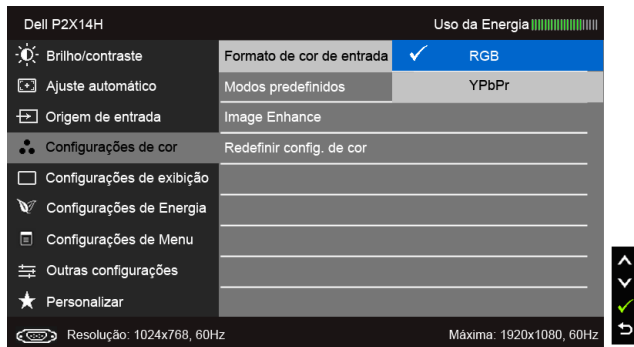 Dell P2X14H Uso da Energia
Brilho/contraste Formato de cor de entrada RGB
Ajuste automático Modos predefinidos YPbPr
Origem de entrada Image Enhance
Configurações de cor Redefinir config. de cor
Configurações de exibição
Configurações de Energia
Configurações de Menu
Outras configurações
Personalizar
Resolução: 1024x768, 60Hz Máxima: 1920x1080, 60Hz